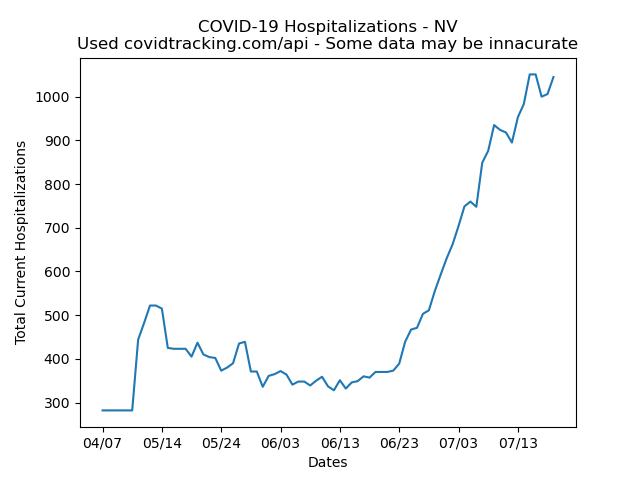 COVID-19 Hospitalizations - NV
Used covidtracking.com/api - Some data may be innacurate
Total Current Hospitalizations
1000
900
800
700
600
500
400
300
04/07 05/14 05/24 06/03 06/13 06/23 07/03 07/13
Dates